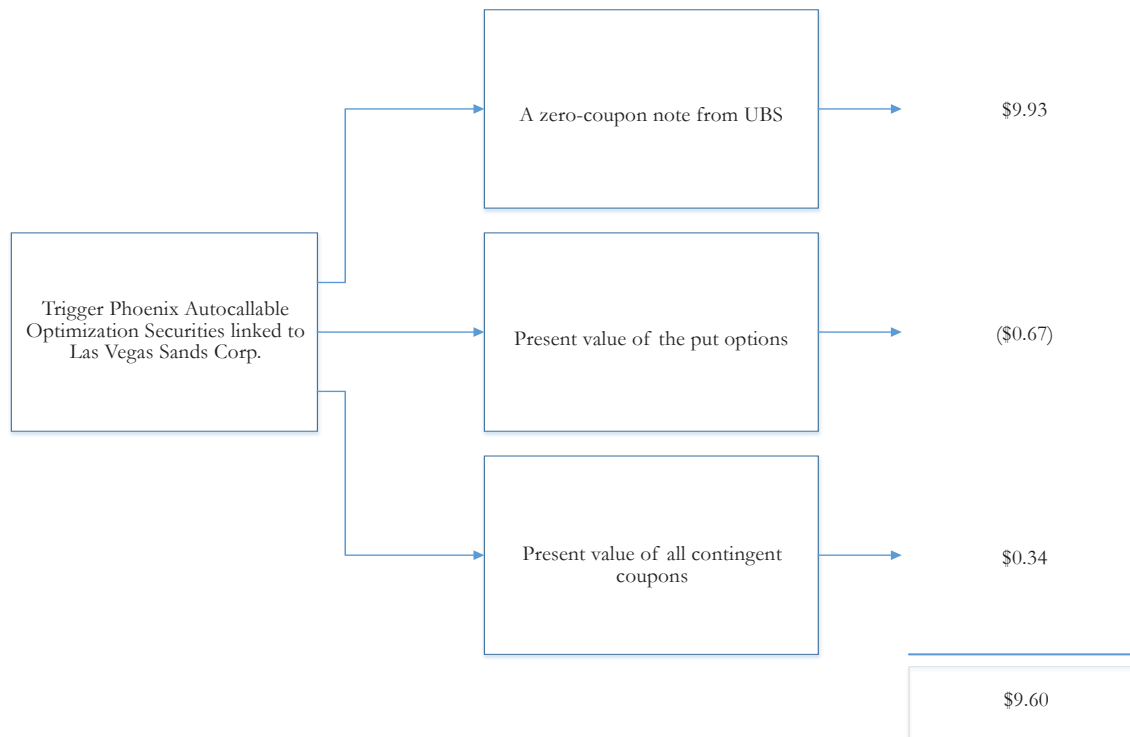 A zero-coupon note from UBS
$9.93
Trigger Phoenix Autocallable
Optimization Securities linked to
Las Vegas Sands Corp.
Present value of the put options
($0.67)
Present value of all contingent
coupons
$0.34
$9.60